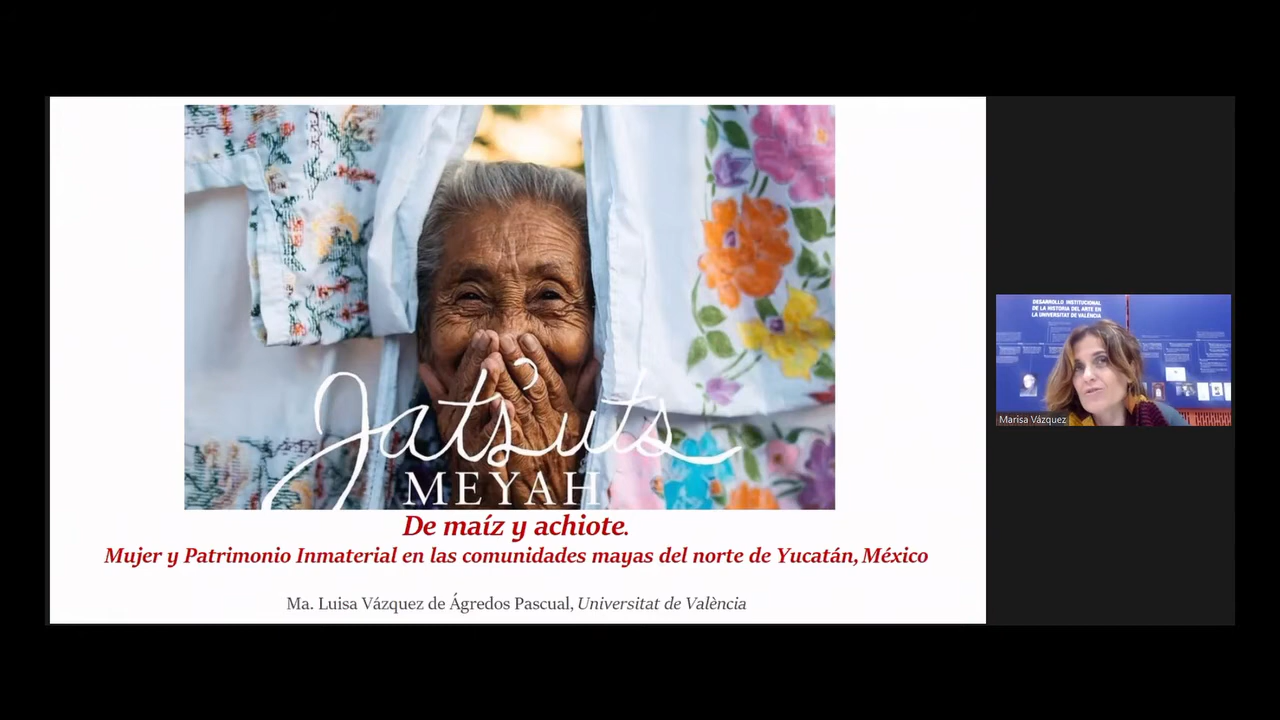 Jats'uts
MEYAH
De maíz y achiote.
Mujer y Patrimonio Inmaterial en las comunidades mayas del norte de Yucatán, México
Ma. Luisa Vázquez de Ágredos Pascual, Universitat de València
DESARROLLO INSTITUCIONAL
DE LA HISTORIA DEL ARTE EN
LA UNIVERSITAT DE VALÈNCIA
Marisa Vázquez